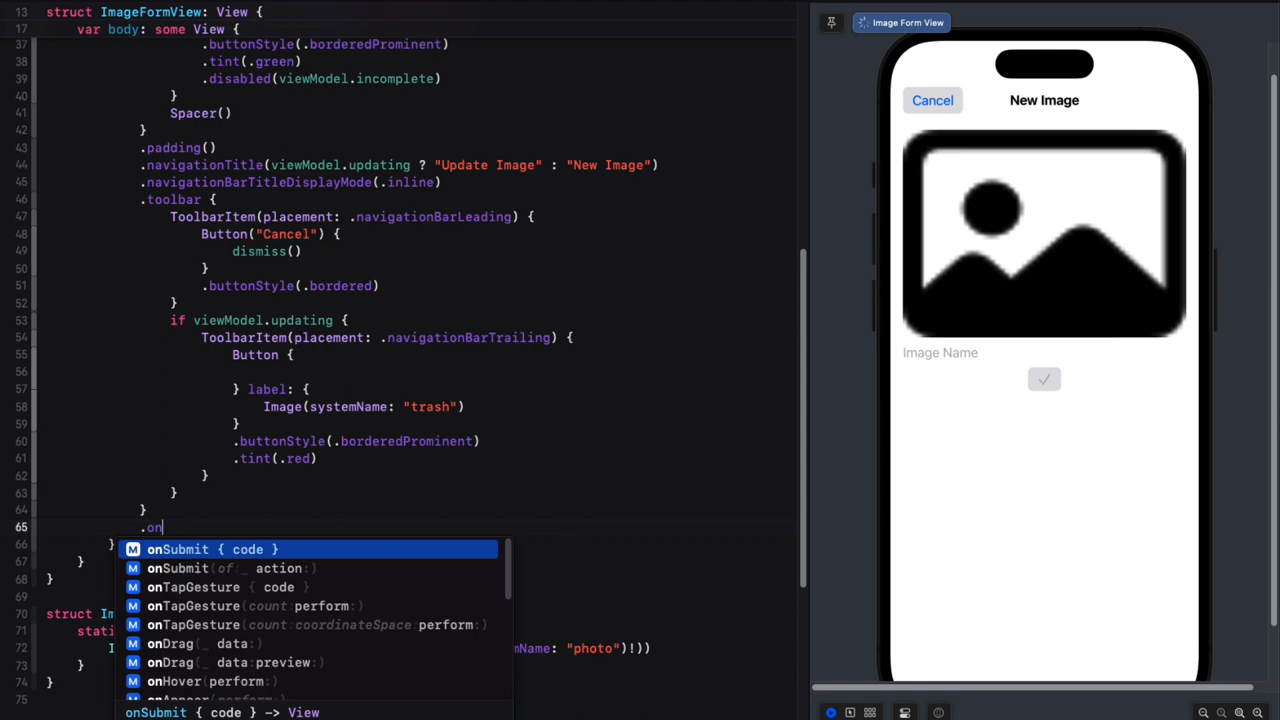 13 struct ImageFormView: View {
17 var body: some View {
37 .buttonStyle(.borderedProminent)
38 .tint(.green)
39 .disabled(viewModel.incomplete)
40 }
41 Spacer()
42 }
43 .padding()
44 .navigationTitle(viewModel.updating ? "Update Image" : "New Image")
45 .navigationBarTitleDisplayMode(.inline)
46 .toolbar {
47 ToolbarItem(placement: .navigationBarLeading) {
48 Button("Cancel") {
49 dismiss()
50 }
51 .buttonStyle(.bordered)
52 }
53 if viewModel.updating {
54 ToolbarItem(placement: .navigationBarTrailing) {
55 Button {
56
57 } label: {
58 Image(systemName: "trash")
59 }
60 .buttonStyle(.borderedProminent)
61 .tint(.red)
62 }
63 }
64 }
65 .on
66 }
67 }
68 }
69
70 struct Im
71 stati
72 I Name: "photo")!))
73 }
74 }
75
M onSubmit { code }
M onSubmit(of:_ action:)
M onTapGesture { code }
M onTapGesture(count:perform:)
M onTapGesture(count:coordinateSpace:perform:)
M onDrag(_ data:)
M onDrag(_ data:preview:)
M onHover(perform:)
M onAppear(perform:)
onSubmit { code } -> View
Image Form View
Cancel
New Image
Image Name